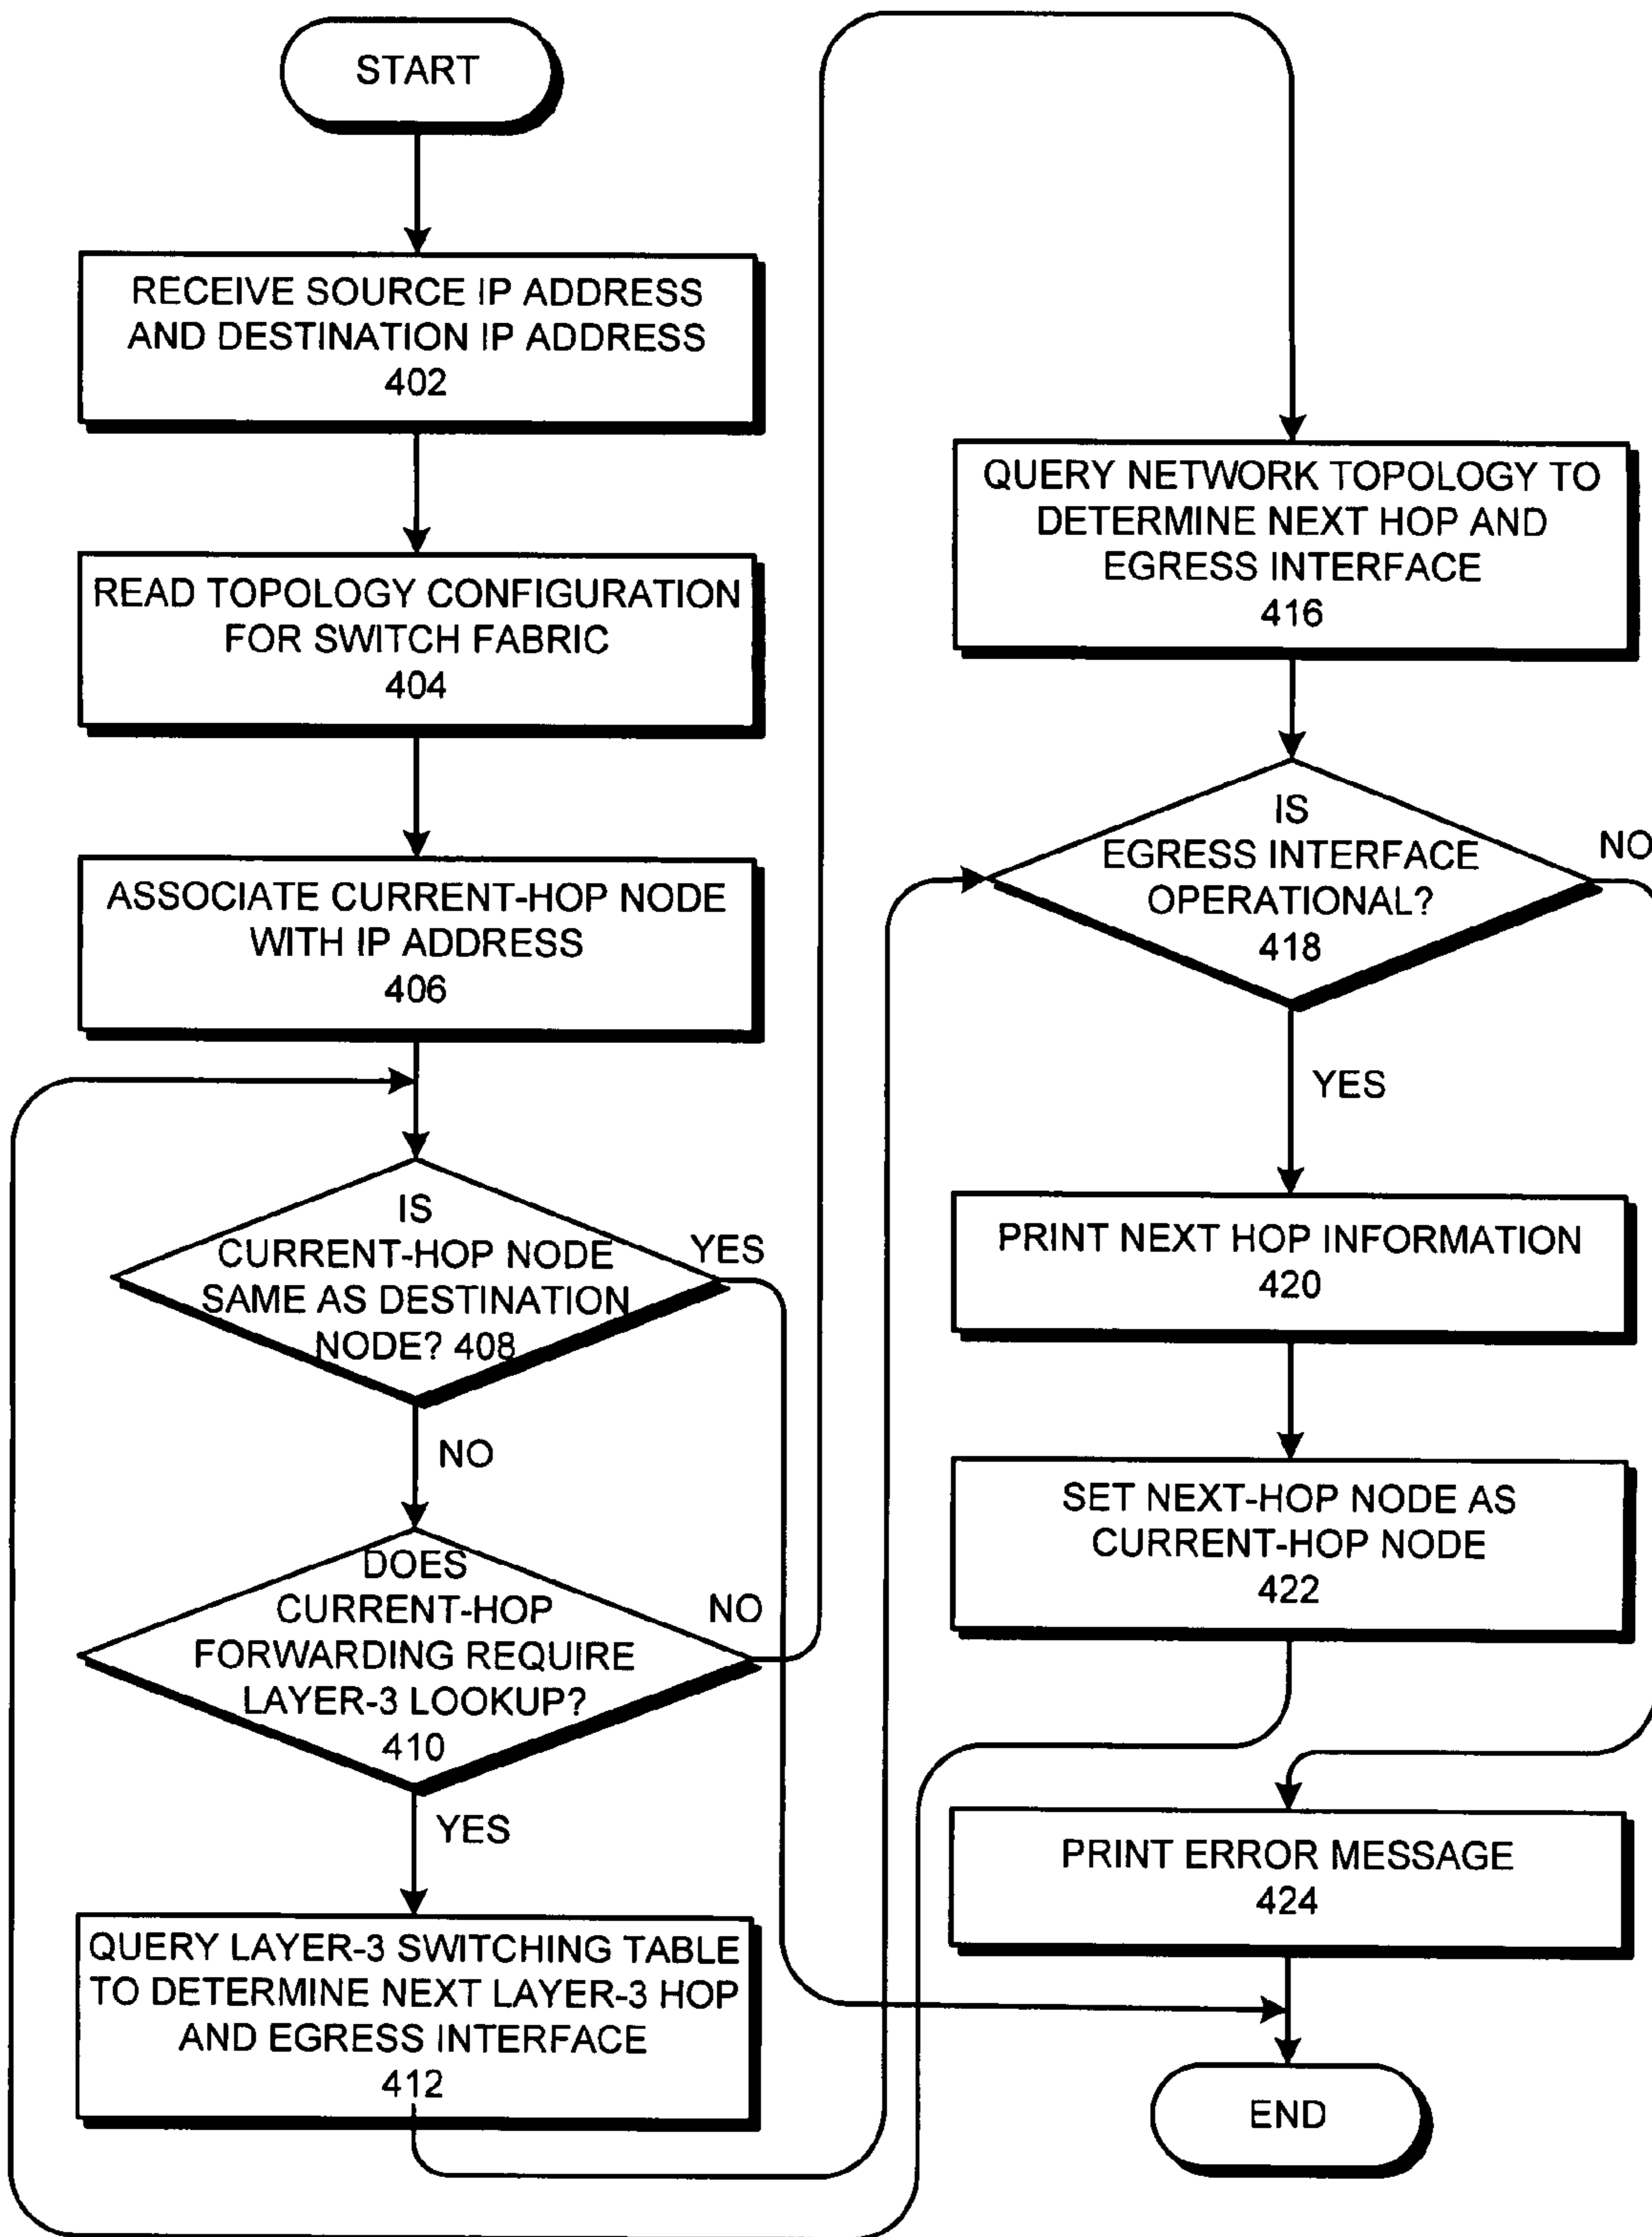 START
RECEIVE SOURCE IP ADDRESS
AND DESTINATION IP ADDRESS
402
READ TOPOLOGY CONFIGURATION
FOR SWITCH FABRIC
404
ASSOCIATE CURRENT-HOP NODE
WITH IP ADDRESS
406
IS
CURRENT-HOP NODE
SAME AS DESTINATION
NODE? 408
YES
NO
DOES
CURRENT-HOP
FORWARDING REQUIRE
LAYER-3 LOOKUP?
410
NO
YES
QUERY LAYER-3 SWITCHING TABLE
TO DETERMINE NEXT LAYER-3 HOP
AND EGRESS INTERFACE
412
QUERY NETWORK TOPOLOGY TO
DETERMINE NEXT HOP AND
EGRESS INTERFACE
416
IS
EGRESS INTERFACE
OPERATIONAL?
418
NO
YES
PRINT NEXT HOP INFORMATION
420
SET NEXT-HOP NODE AS
CURRENT-HOP NODE
422
PRINT ERROR MESSAGE
424
END